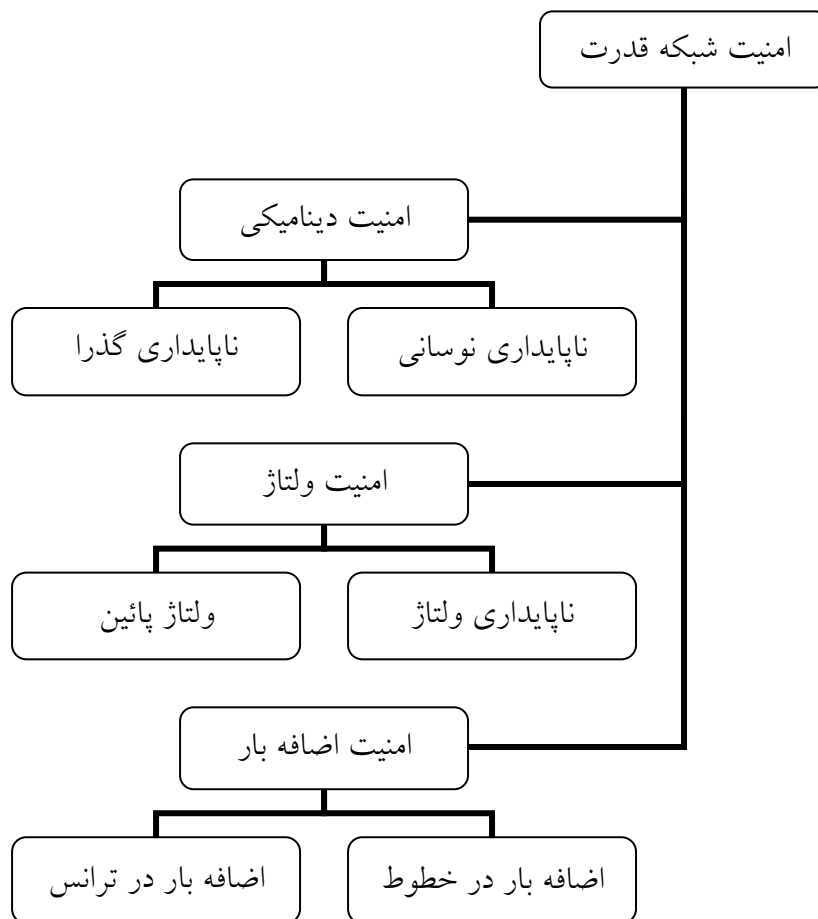 امنیت شبکه قدرت
امنیت دینامیکی
ناپایداری نوسانی
ناپایداری گذرا
امنیت ولتاژ
ناپایداری ولتاژ
ولتاژ پائین
امنیت اضافه بار
اضافه بار در خطوط
اضافه بار در ترانس